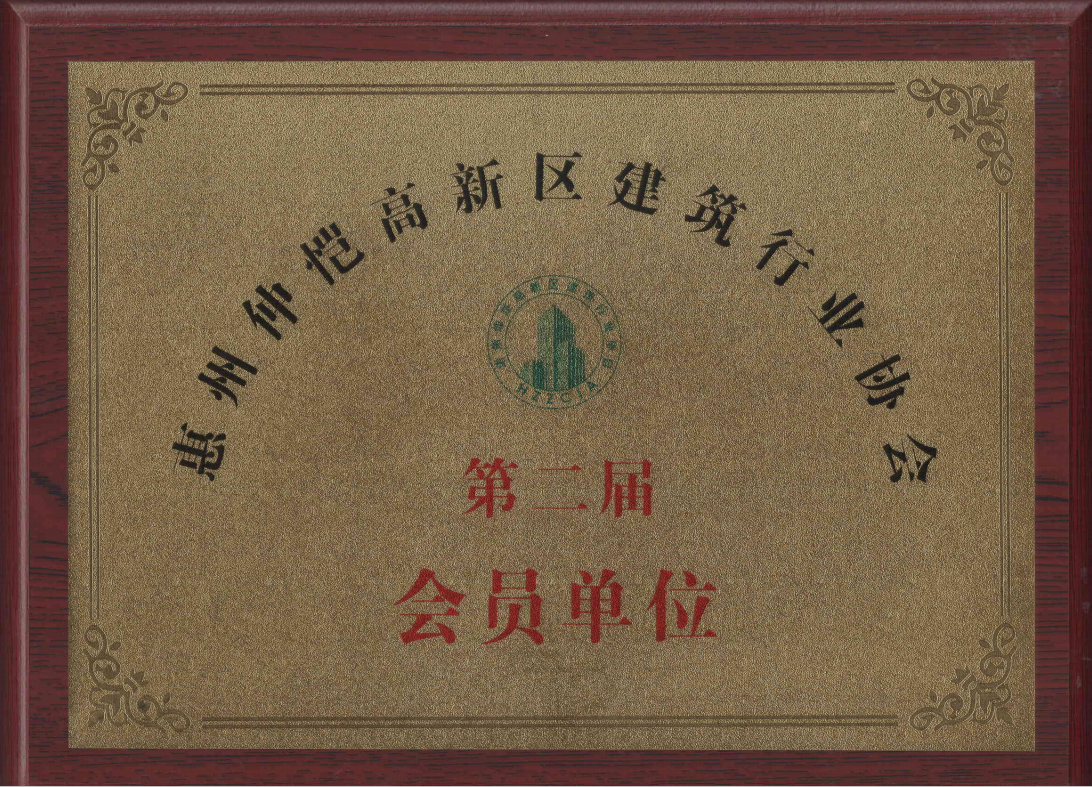 惠州仲恺高新区建筑行业协会
HZZCIA
第二届
会员单位